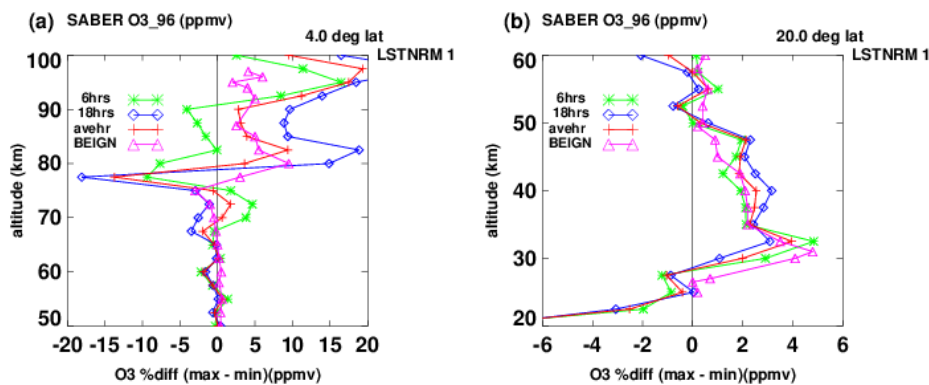 (a) SABER O3_96 (ppmv)
4.0 deg lat
LSTNRM 1
100
90
80
70
60
50
altitude (km)
6hrs
18hrs
avehr
BEIGN
-20 -15 -10 -5 0 5 10 15 20
O3 %diff (max - min)(ppmv)
(b) SABER O3_96 (ppmv)
20.0 deg lat
LSTNRM 1
60
50
40
30
20
altitude (km)
6hrs
18hrs
avehr
BEIGN
-6 -4 -2 0 2 4 6 8
O3 %diff (max - min)(ppmv)